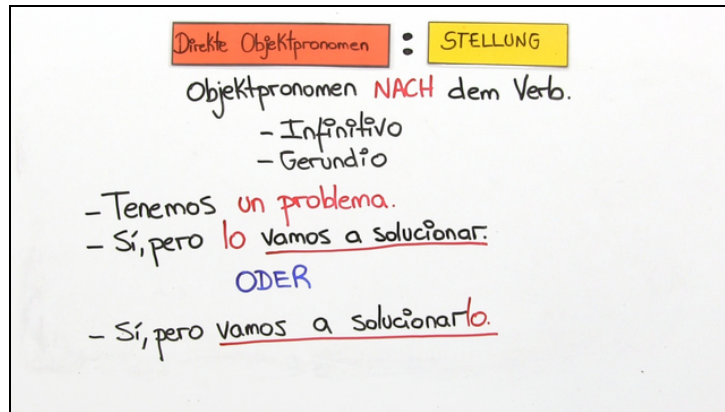 Direkte Objektpronomen : STELLUNG
Objektpronomen NACH dem Verb.
- Infinitivo
- Gerundio
- Tenemos un problema.
- Sí, pero lo vamos a solucionar.
ODER
- Sí, pero vamos a solucionarlo.